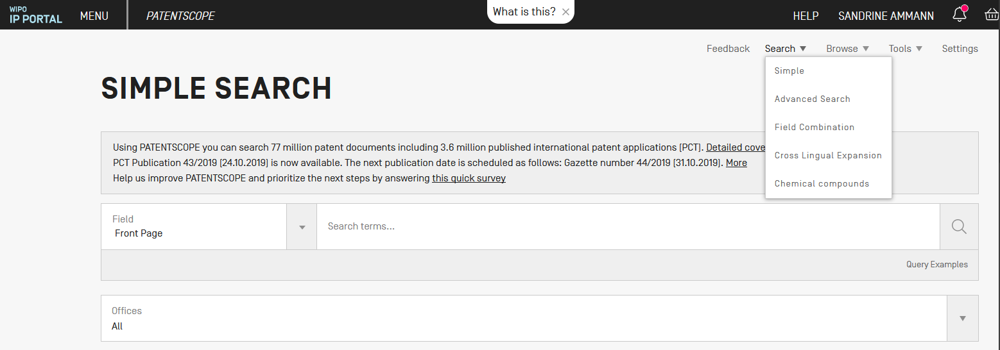 WIPO
IP PORTAL
MENU
PATENTSCOPE
What is this?
HELP
SANDRINE AMMANN
Feedback
Search
Browse
Tools
Settings
Simple
Advanced Search
Field Combination
Cross Lingual Expansion
Chemical compounds
SIMPLE SEARCH
Using PATENTSCOPE you can search 77 million patent documents including 3.6 million published international patent applications (PCT). Detailed cove
PCT Publication 43/2019 (24.10.2019) is now available. The next publication date is scheduled as follows: Gazette number 44/2019 (31.10.2019). More
Help us improve PATENTSCOPE and prioritize the next steps by answering this quick survey
Field
Front Page
Search terms...
Query Examples
Offices
All